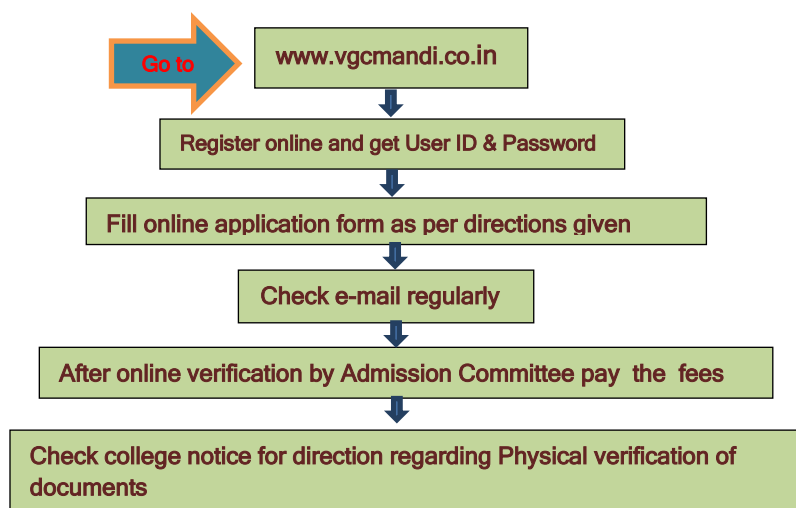 Go to
www.vgcmandi.co.in
Register online and get User ID & Password
Fill online application form as per directions given
Check e-mail regularly
After online verification by Admission Committee pay the fees
Check college notice for direction regarding Physical verification of
documents